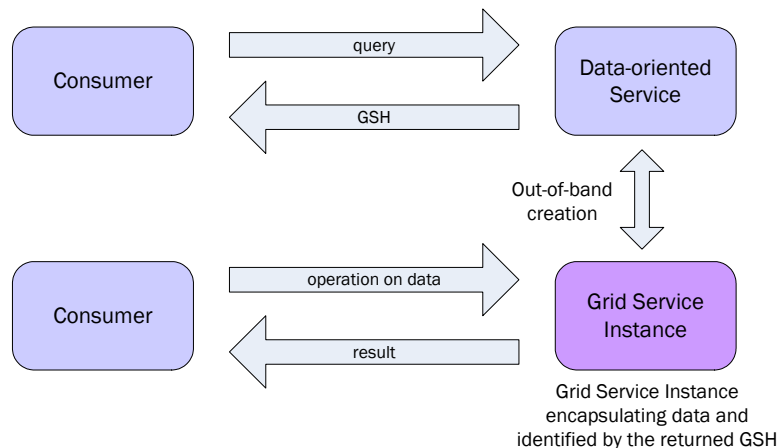 query
Consumer
Data-oriented
Service
GSH
Out-of-band
creation
operation on data
Consumer
Grid Service
Instance
result
Grid Service Instance
encapsulating data and
identified by the returned GSH